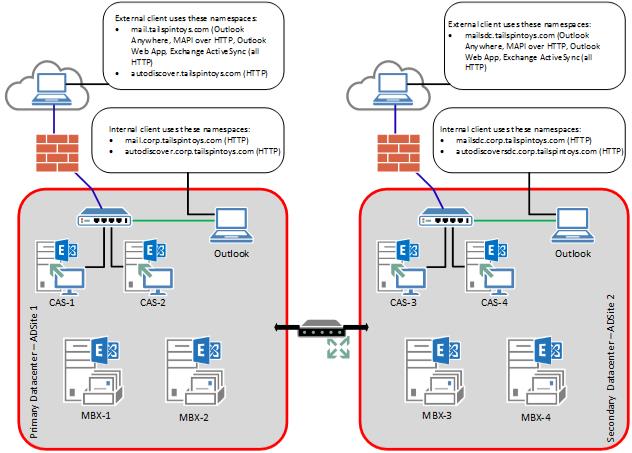 External client uses these namespaces:
• mail.tailspintoys.com (Outlook
Anywhere, MAPI over HTTP, Outlook
Web App, Exchange ActiveSync (all
HTTP)
• autodiscover.tailspintoys.com (HTTP)
Internal client uses these namespaces:
• mail.corp.tailspintoys.com (HTTP)
• autodiscover.corp.tailspintoys.com (HTTP)
Outlook
CAS-1
CAS-2
MBX-1
MBX-2
Primary Datacenter – ADSite 1
External client uses these namespaces:
• mailsdc.tailspintoys.com (Outlook
Anywhere, MAPI over HTTP, Outlook
Web App, Exchange ActiveSync (all
HTTP)
Internal client uses these namespaces:
• mailsdc.corp.tailspintoys.com (HTTP)
• autodiscoversdc.corp.tailspintoys.com (HTTP)
Outlook
CAS-3
CAS-4
MBX-3
MBX-4
Secondary Datacenter – ADSite 2